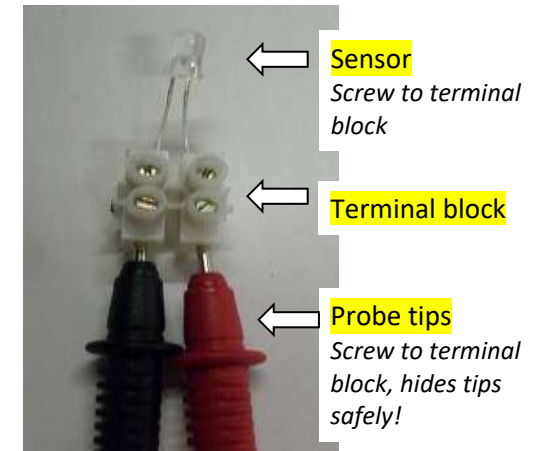 Sensor
Screw to terminal
block
Terminal block
Probe tips
Screw to terminal
block, hides tips
safely!